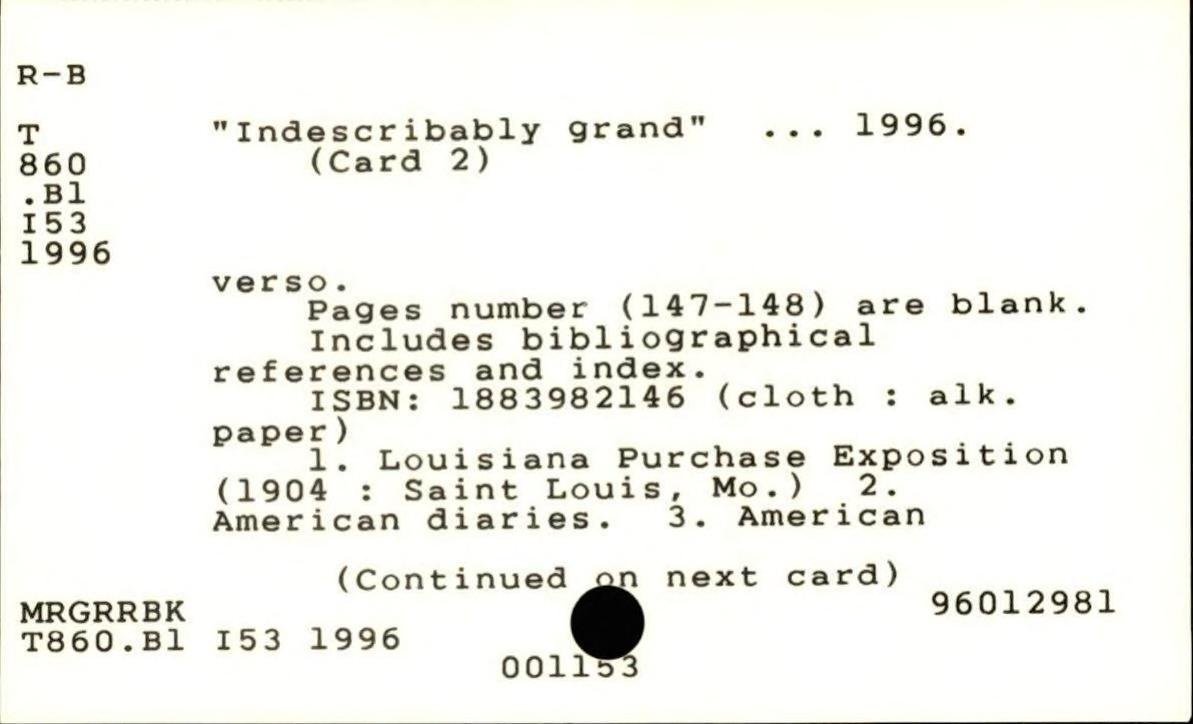 R-B
T "Indescribably grand" ... 1996.
860 (Card 2)
.B1
I53
1996
verso.
Pages number (147-148) are blank.
Includes bibliographical
references and index.
ISBN: 1883982146 (cloth : alk.
paper)
1. Louisiana Purchase Exposition
(1904 : Saint Louis, Mo.) 2.
American diaries. 3. American
(Continued on next card)
MRGRRBK 96012981
T860.B1 I53 1996
001153